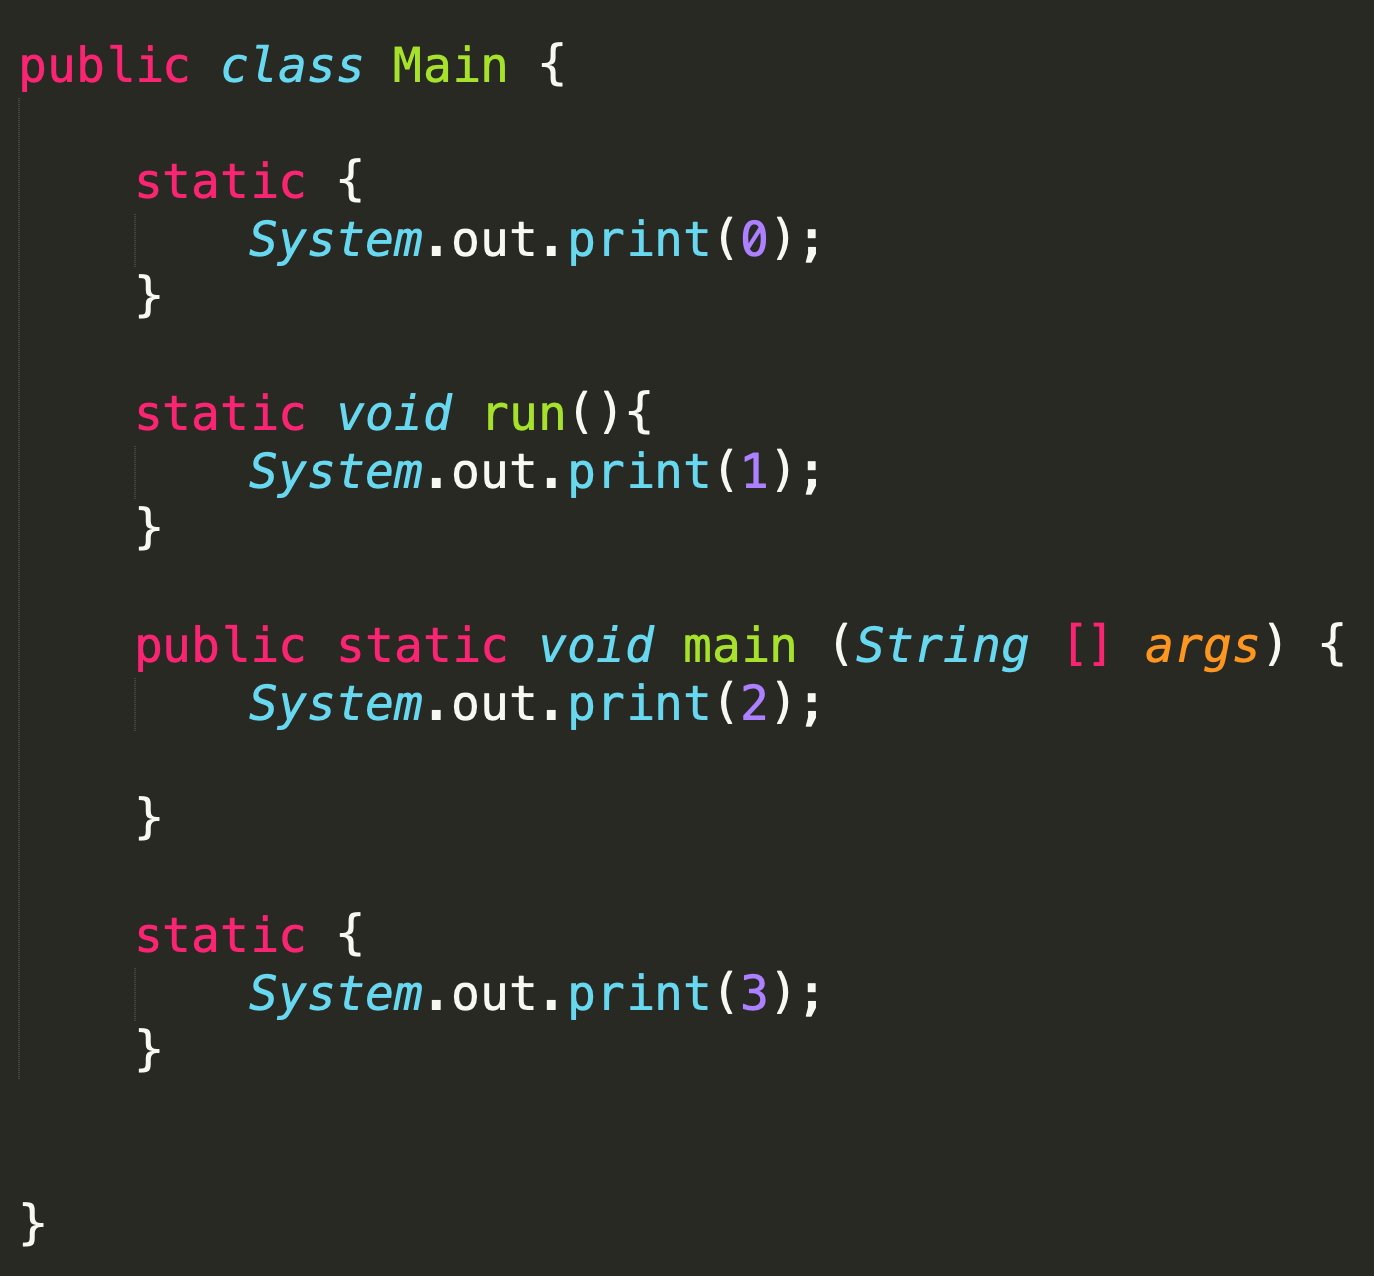 public class Main {
    static {
        System.out.print(0);
    }
    static void run(){
        System.out.print(1);
    }
    public static void main (String [] args) {
        System.out.print(2);
    }
    static {
        System.out.print(3);
    }
}